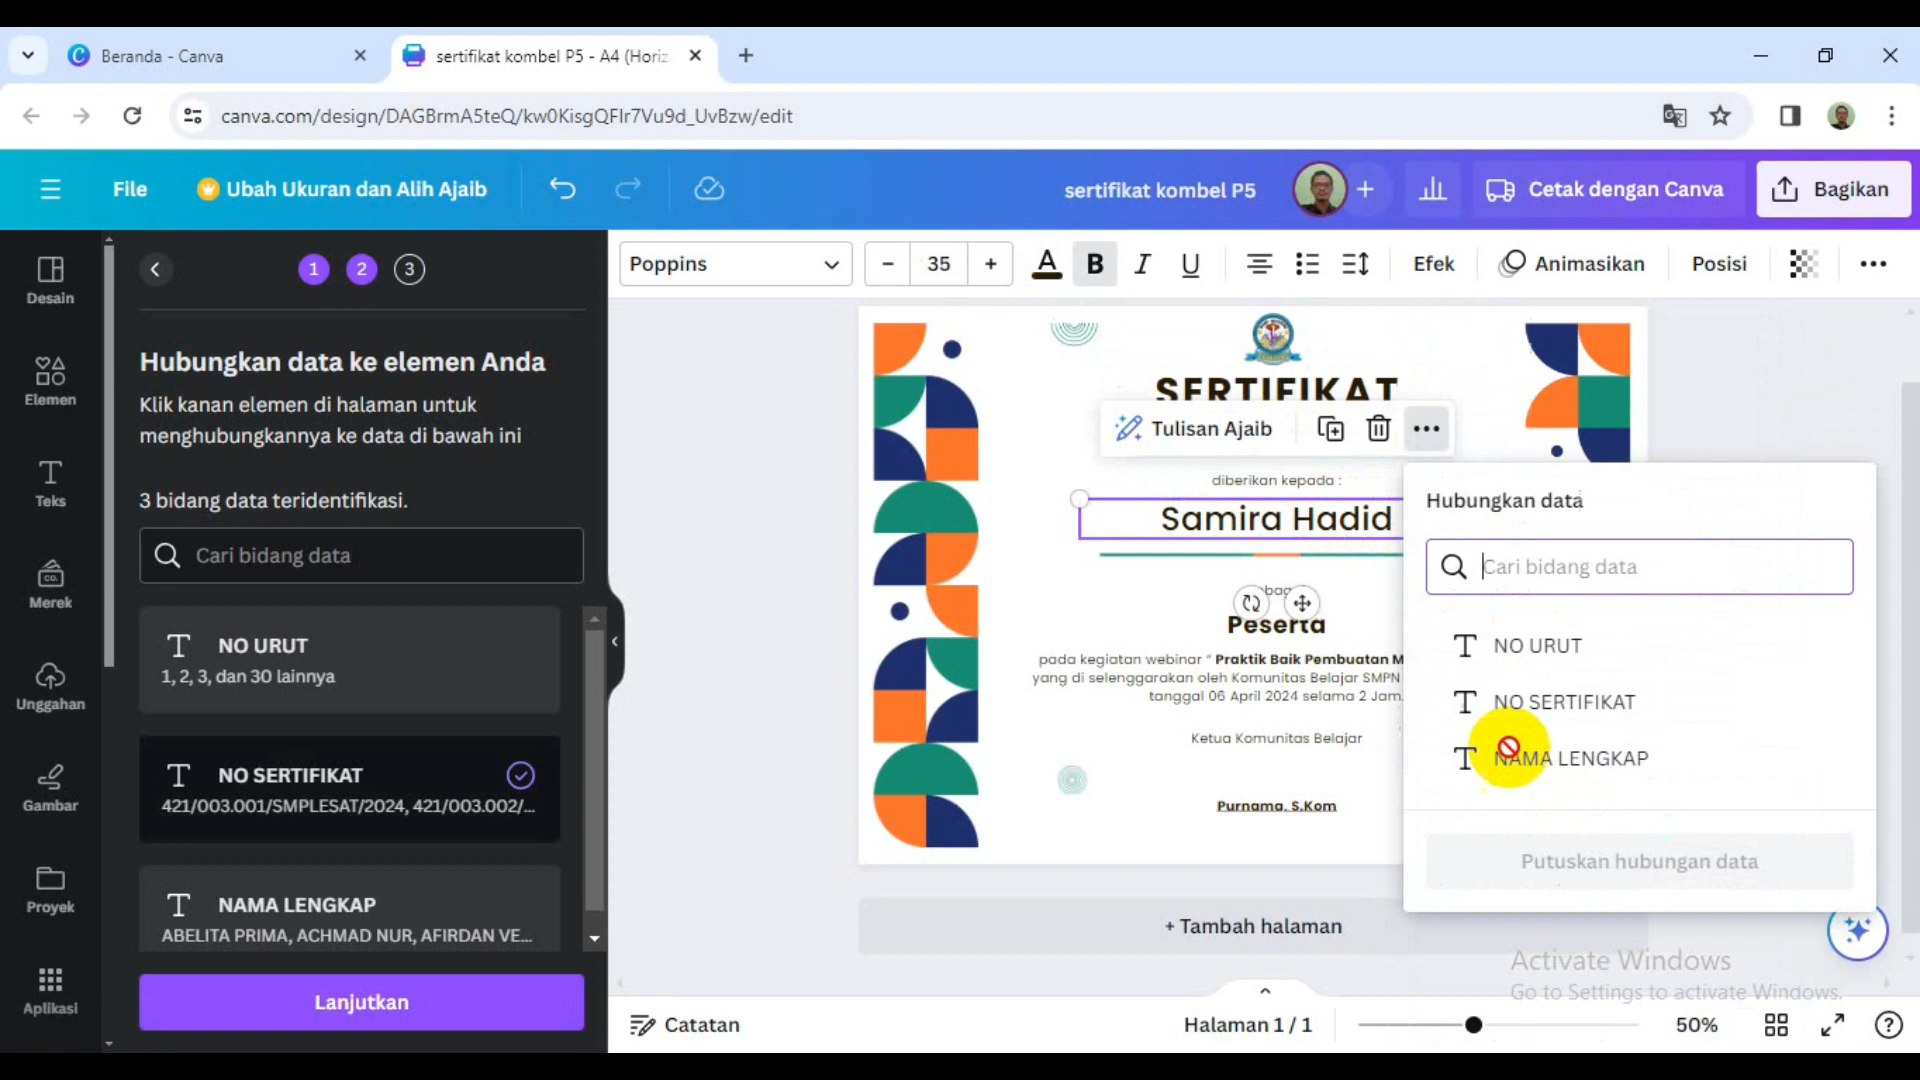 Beranda - Canva
sertifikat kombel P5 - A4 (Horiz
canva.com/design/DAGBrmA5teQ/kw0KisgQFIr7Vu9d_UvBzw/edit
File
Ubah Ukuran dan Alih Ajaib
sertifikat kombel P5
Cetak dengan Canva
Bagikan
Desain
Elemen
Teks
Merek
Unggahan
Gambar
Proyek
Aplikasi
1 2 3
Hubungkan data ke elemen Anda
Klik kanan elemen di halaman untuk
menghubungkannya ke data di bawah ini
3 bidang data teridentifikasi.
Cari bidang data
NO URUT
1, 2, 3, dan 30 lainnya
NO SERTIFIKAT
421/003.001/SMPLESAT/2024, 421/003.002/...
NAMA LENGKAP
ABELITA PRIMA, ACHMAD NUR, AFIRDAN VE...
Lanjutkan
Poppins
35
Efek
Animasikan
Posisi
SERTIFIKAT
Tulisan Ajaib
diberikan kepada :
Samira Hadid
Peserta
pada kegiatan webinar " Praktik Baik Pembuatan M
yang di selenggarakan oleh Komunitas Belajar SMPN
tanggal 06 April 2024 selama 2 Jam.
Ketua Komunitas Belajar
Purnama, S.Kom
Hubungkan data
Cari bidang data
NO URUT
NO SERTIFIKAT
NAMA LENGKAP
Putuskan hubungan data
+ Tambah halaman
Activate Windows
Go to Settings to activate Windows.
Catatan
Halaman 1 / 1
50%